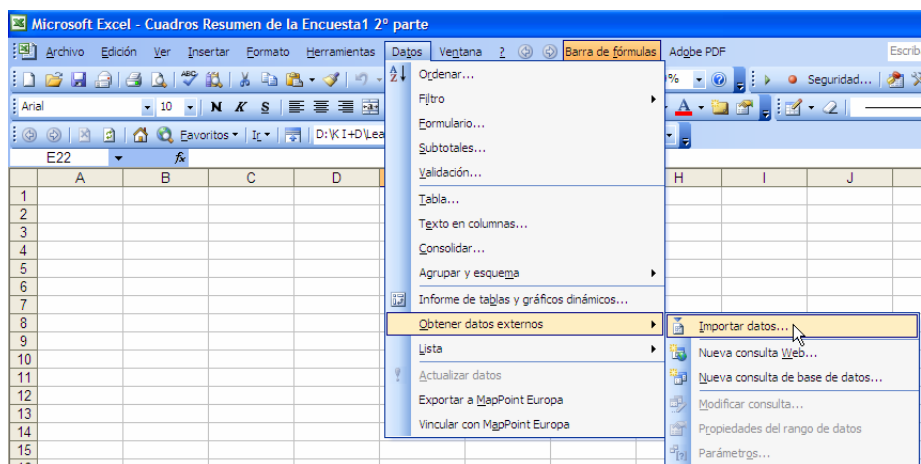 Microsoft Excel - Cuadros Resumen de la Encuesta1 2º parte
Archivo Edición Ver Insertar Formato Herramientas Datos Ventana ? Barra de fórmulas Adobe PDF Escrib
% Seguridad...
Arial 10 N K S
Favoritos Ir D:\K I+D\Lea
E22 fx
A B C D H I J
1
2
3
4
5
6
7
8
9
10
11
12
13
14
15
Ordenar...
Filtro
Formulario...
Subtotales...
Validación...
Tabla...
Texto en columnas...
Consolidar...
Agrupar y esquema
Informe de tablas y gráficos dinámicos...
Obtener datos externos
Lista
Actualizar datos
Exportar a MapPoint Europa
Vincular con MapPoint Europa
Importar datos...
Nueva consulta Web...
Nueva consulta de base de datos...
Modificar consulta...
Propiedades del rango de datos
Parámetros...